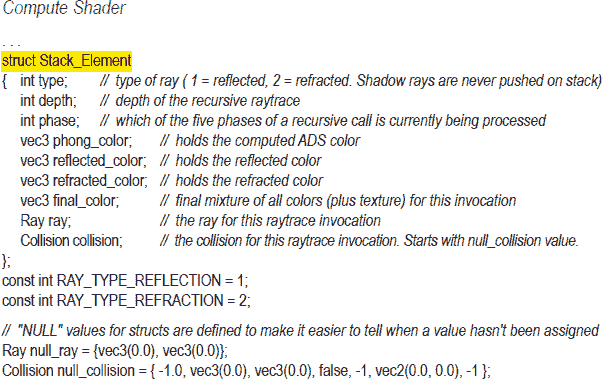 Compute Shader
. . .
struct Stack_Element
{ int type; // type of ray ( 1 = reflected, 2 = refracted. Shadow rays are never pushed on stack)
int depth; // depth of the recursive raytrace
int phase; // which of the five phases of a recursive call is currently being processed
vec3 phong_color; // holds the computed ADS color
vec3 reflected_color; // holds the reflected color
vec3 refracted_color; // holds the refracted color
vec3 final_color; // final mixture of all colors (plus texture) for this invocation
Ray ray; // the ray for this raytrace invocation
Collision collision; // the collision for this raytrace invocation. Starts with null_collision value.
};
const int RAY_TYPE_REFLECTION = 1;
const int RAY_TYPE_REFRACTION = 2;
// "NULL" values for structs are defined to make it easier to tell when a value hasn't been assigned
Ray null_ray = {vec3(0.0), vec3(0.0)};
Collision null_collision = { -1.0, vec3(0.0), vec3(0.0), false, -1, vec2(0.0, 0.0), -1 };